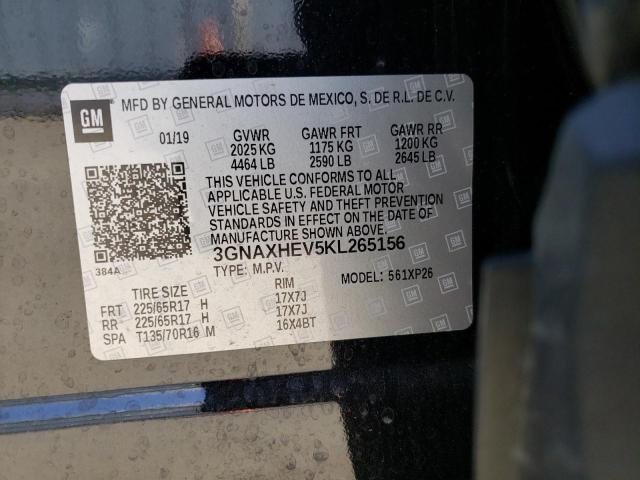 GM
MFD BY GENERAL MOTORS DE MEXICO, S. DE R.L. DE C.V.
01/19 GVWR GAWR FRT GAWR RR
2025 KG 1175 KG 1200 KG
4464 LB 2590 LB 2645 LB
THIS VEHICLE CONFORMS TO ALL
APPLICABLE U.S. FEDERAL MOTOR
VEHICLE SAFETY AND THEFT PREVENTION
STANDARDS IN EFFECT ON THE DATE OF
MANUFACTURE SHOWN ABOVE.
384A
3GNAXHEV5KL265156
TYPE: M.P.V. MODEL: 561XP26
TIRE SIZE RIM
FRT 225/65R17 H 17X7J
RR 225/65R17 H 17X7J
SPA T135/70R16 M 16X4BT